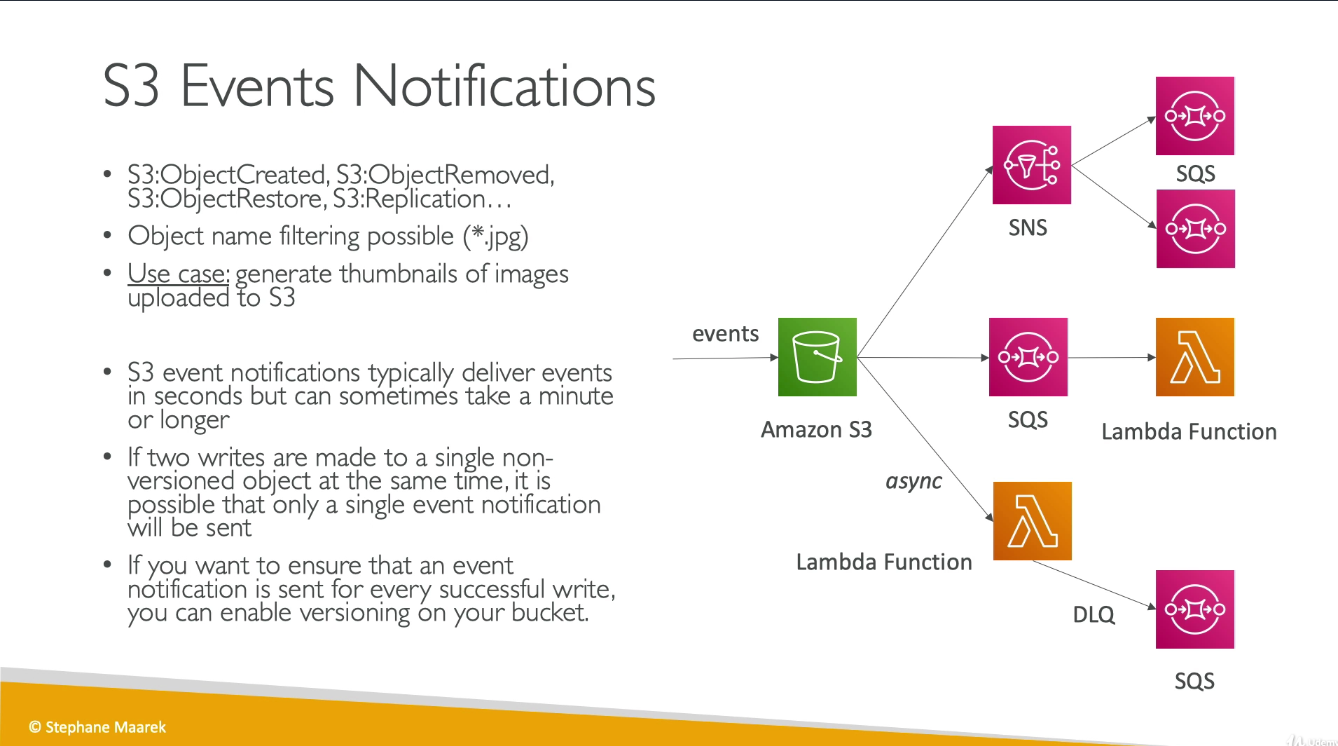 S3 Events Notifications
• S3:ObjectCreated, S3:ObjectRemoved,
S3:ObjectRestore, S3:Replication…
• Object name filtering possible (*.jpg)
• Use case: generate thumbnails of images
uploaded to S3
• S3 event notifications typically deliver events
in seconds but can sometimes take a minute
or longer
• If two writes are made to a single non-
versioned object at the same time, it is
possible that only a single event notification
will be sent
• If you want to ensure that an event
notification is sent for every successful write,
you can enable versioning on your bucket.
SQS
SNS
events
Amazon S3
SQS
Lambda Function
async
Lambda Function
DLQ
SQS
© Stephane Maarek
Udemy